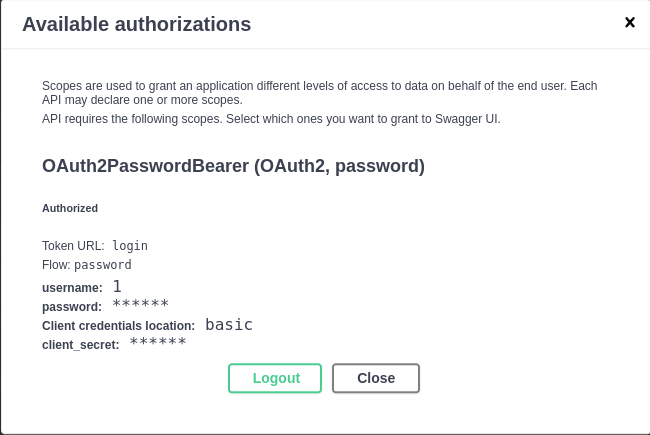 Available authorizations
Scopes are used to grant an application different levels of access to data on behalf of the end user. Each
API may declare one or more scopes.
API requires the following scopes. Select which ones you want to grant to Swagger UI.
OAuth2PasswordBearer (OAuth2, password)
Authorized
Token URL: login
Flow: password
username: 1
password: ******
Client credentials location: basic
client_secret: ******
Logout Close